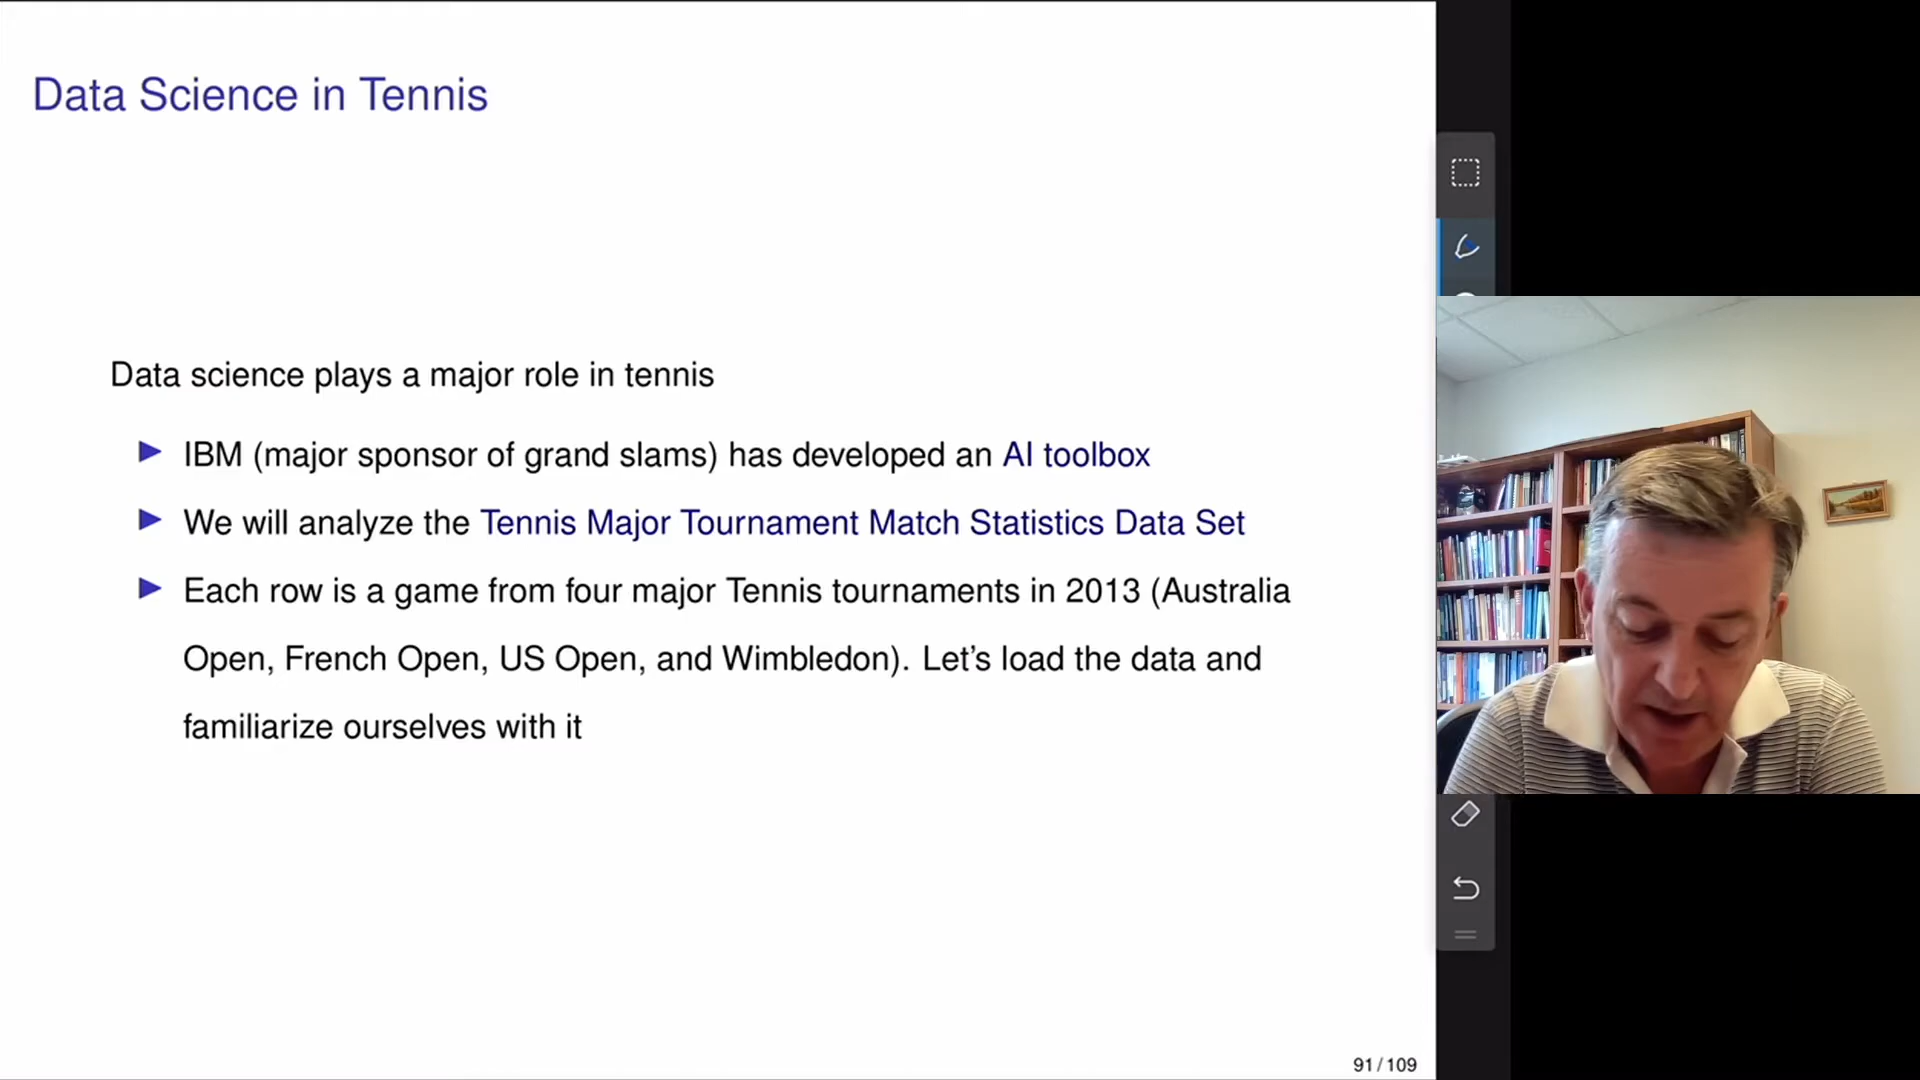 Data Science in Tennis
Data science plays a major role in tennis
IBM (major sponsor of grand slams) has developed an AI toolbox
We will analyze the Tennis Major Tournament Match Statistics Data Set
Each row is a game from four major Tennis tournaments in 2013 (Australia
Open, French Open, US Open, and Wimbledon). Let's load the data and
familiarize ourselves with it
91 / 109